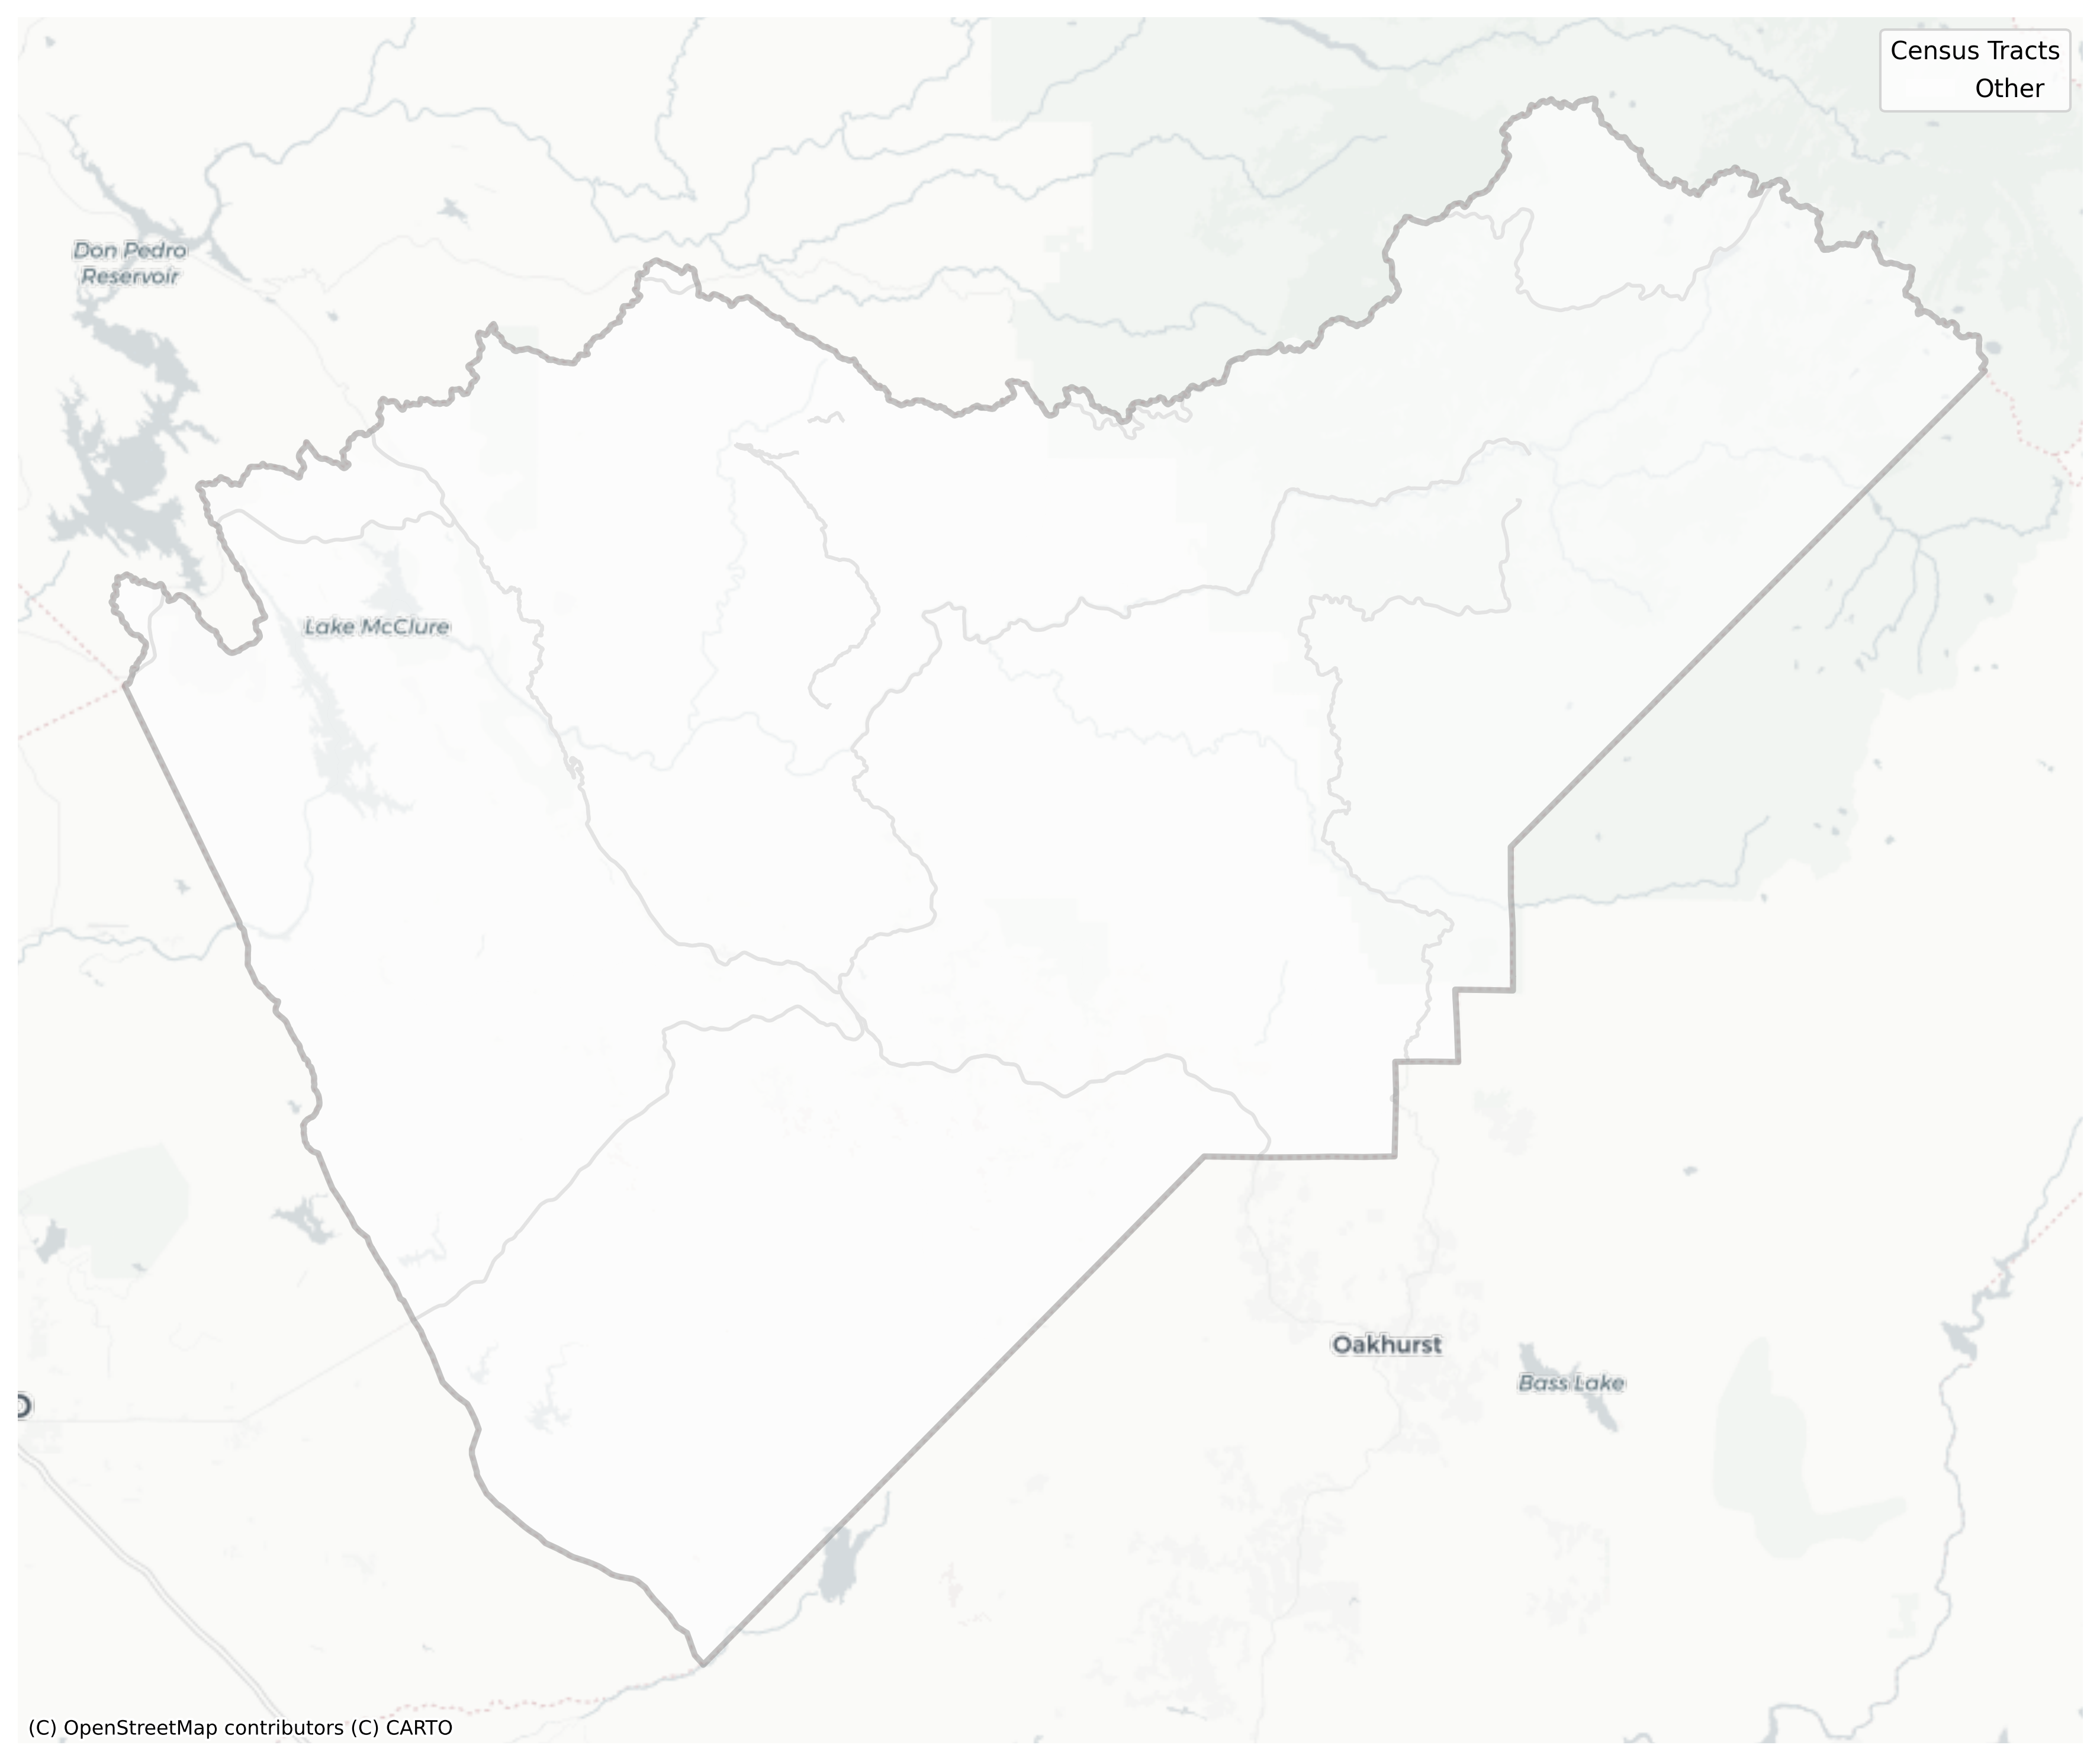 Census Tracts
Other
Don Pedro
Reservoir
Lake McClure
Oakhurst
Bass Lake
(C) OpenStreetMap contributors (C) CARTO